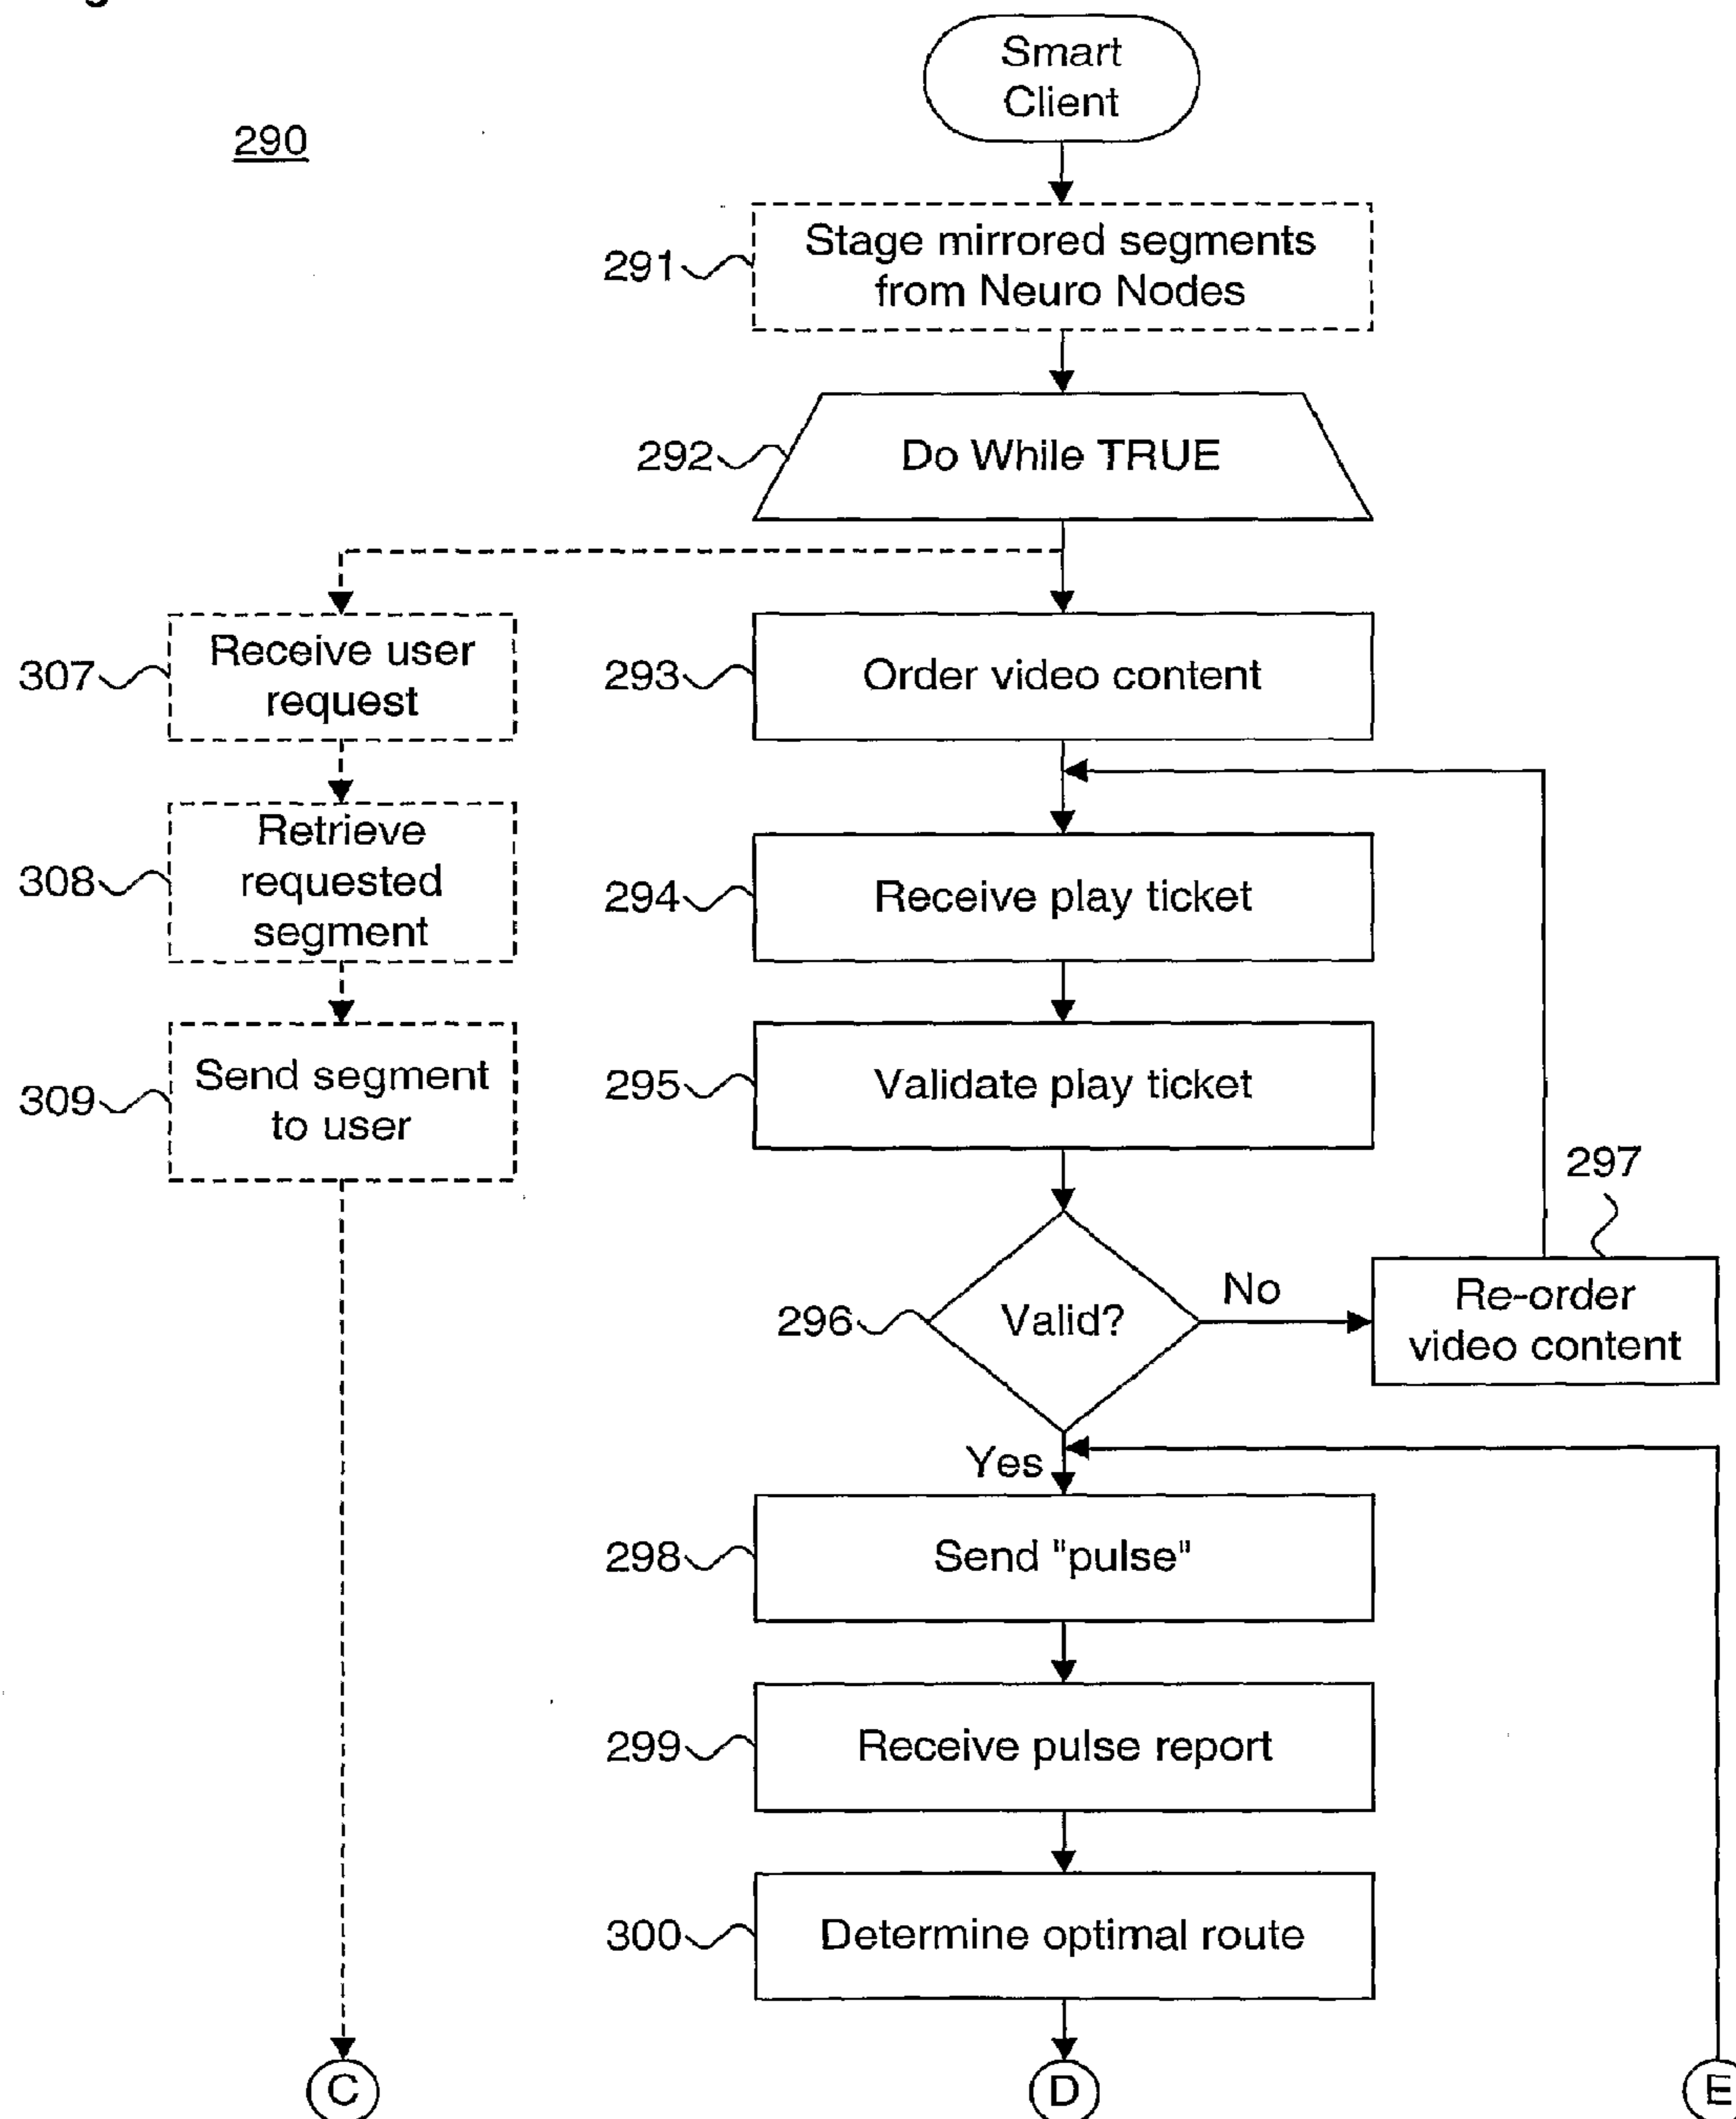 Smart
Client
290
291
Stage mirrored segments
from Neuro Nodes
292
Do While TRUE
307
Receive user
request
293
Order video content
308
Retrieve
requested
segment
294
Receive play ticket
309
Send segment
to user
295
Validate play ticket
297
296
Valid?
No
Re-order
video content
Yes
298
Send "pulse"
299
Receive pulse report
300
Determine optimal route
C
D
E